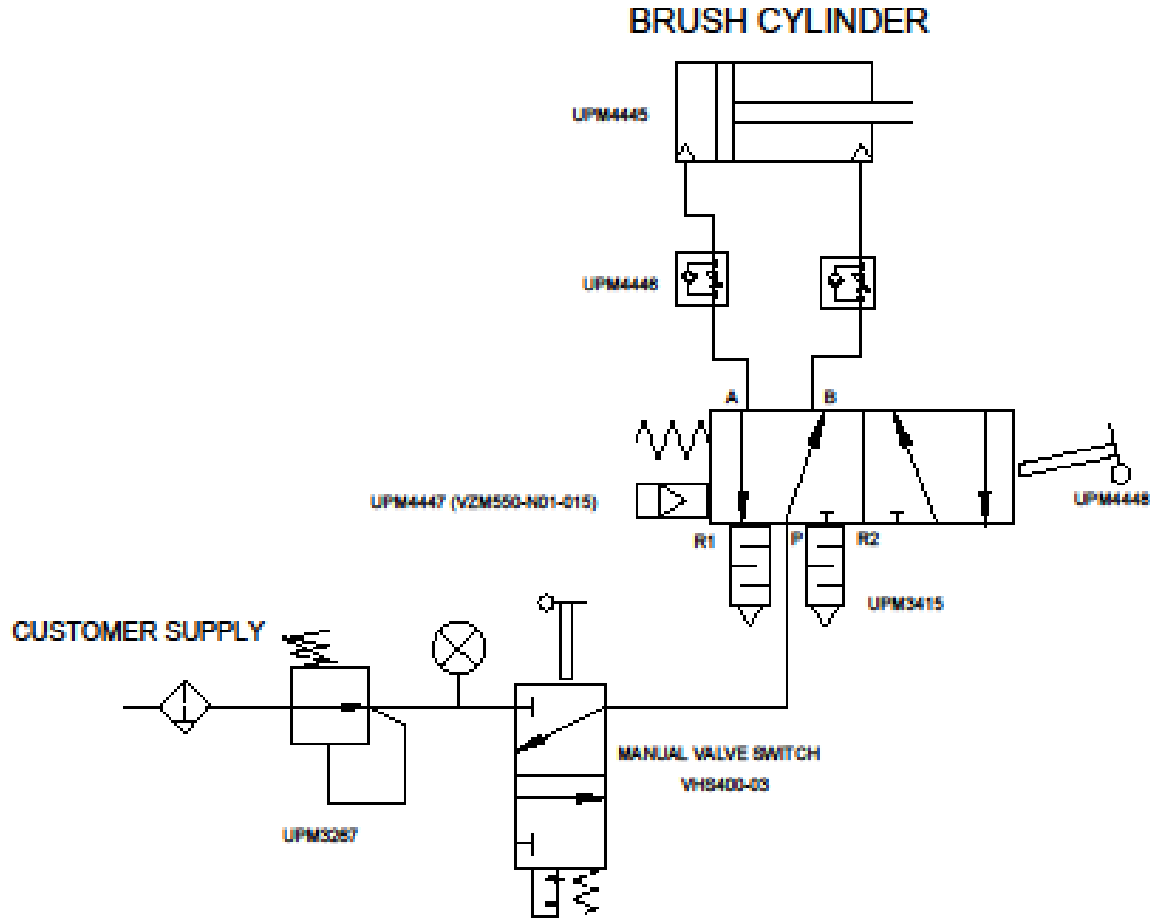 BRUSH CYLINDER
UPM4445
UPM4446
A
B
UPM4447 (VZM550-N01-01S)
UPM4448
R1
P
R2
UPM3415
CUSTOMER SUPPLY
MANUAL VALVE SWITCH
VHS400-03
UPM3267